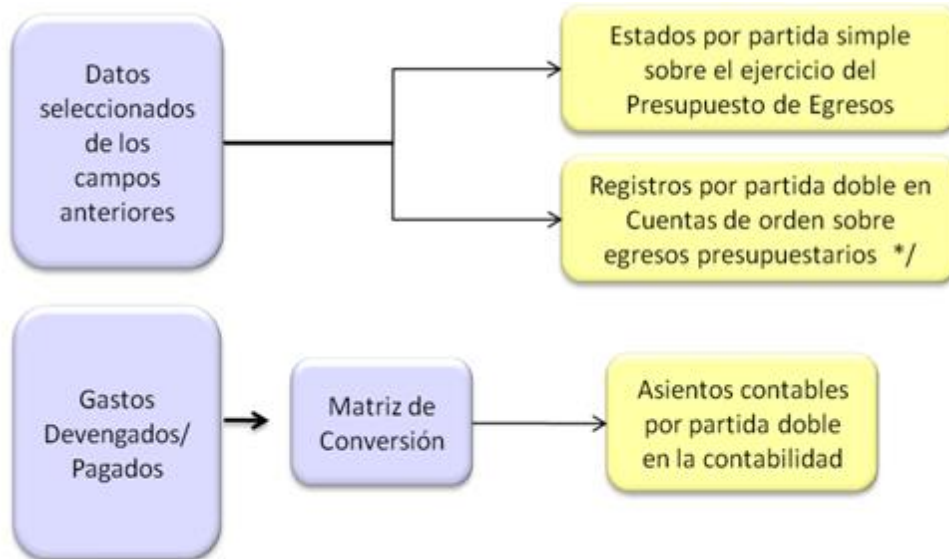 Datos
seleccionados
de los
campos
anteriores
Estados por partida simple
sobre el ejercicio del
Presupuesto de Egresos
Registros por partida doble en
Cuentas de orden sobre
egresos presupuestarios */
Gastos
Devengados/
Pagados
Matriz de
Conversión
Asientos contables
por partida doble
en la contabilidad